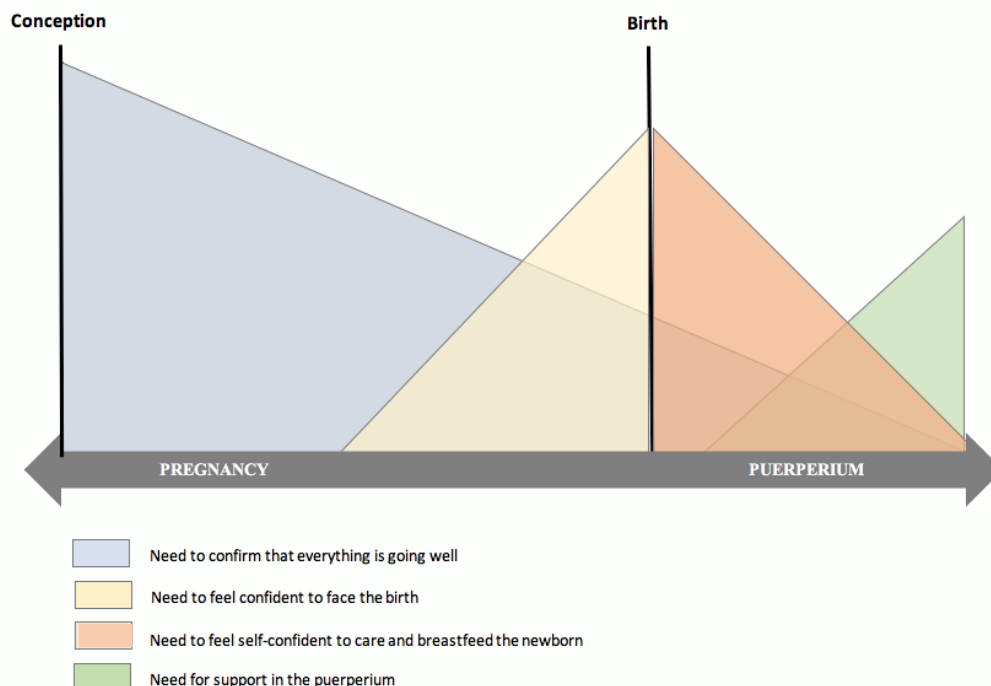 Conception
Birth
PREGNANCY
PUERPERIUM
Need to confirm that everything is going well
Need to feel confident to face the birth
Need to feel self-confident to care and breastfeed the newborn
Need for support in the puerperium